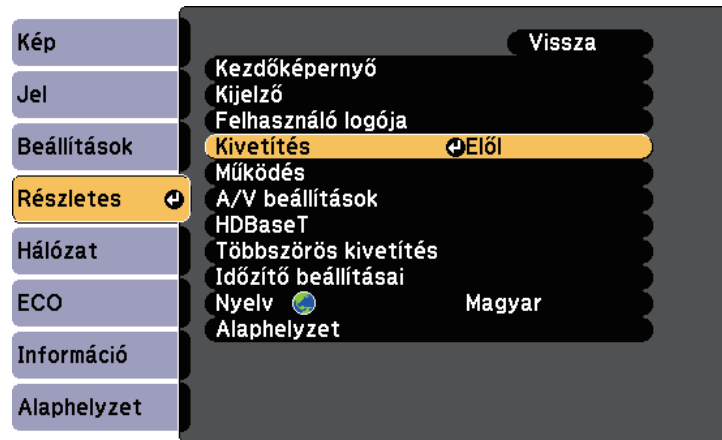 Kép
Jel
Beállítások
Részletes
Hálózat
ECO
Információ
Alaphelyzet
Vissza
Kezdőképernyő
Kijelző
Felhasználó logója
Kivetítés Elől
Működés
A/V beállítások
HDBaseT
Többszörös kivetítés
Időzítő beállításai
Nyelv Magyar
Alaphelyzet